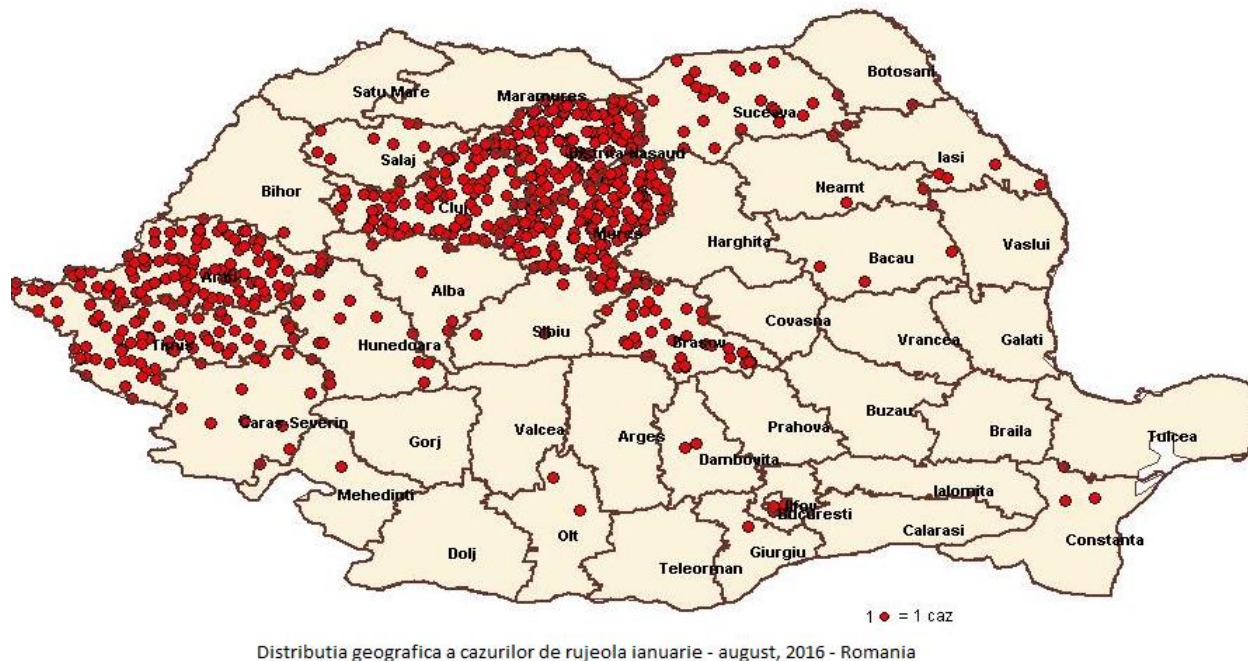 Botosani
Satu Mare
Maramures
Suceava
Bistrita-Nasaud
Iasi
Salaj
Bihor
Neamt
Cluj
Mures
Harghita
Bacau
Vaslui
Arad
Alba
Covasna
Timis
Hunedoara
Sibiu
Brasov
Vrancea
Galati
Caras-Severin
Gorj
Valcea
Arges
Prahova
Buzau
Braila
Tulcea
Dambovita
Mehedinti
Ialomita
Ilfov
Bucuresti
Calarasi
Constanta
Olt
Dolj
Teleorman
Giurgiu
1 = 1 caz
Distributia geografica a cazurilor de rujeola ianuarie - august, 2016 - Romania